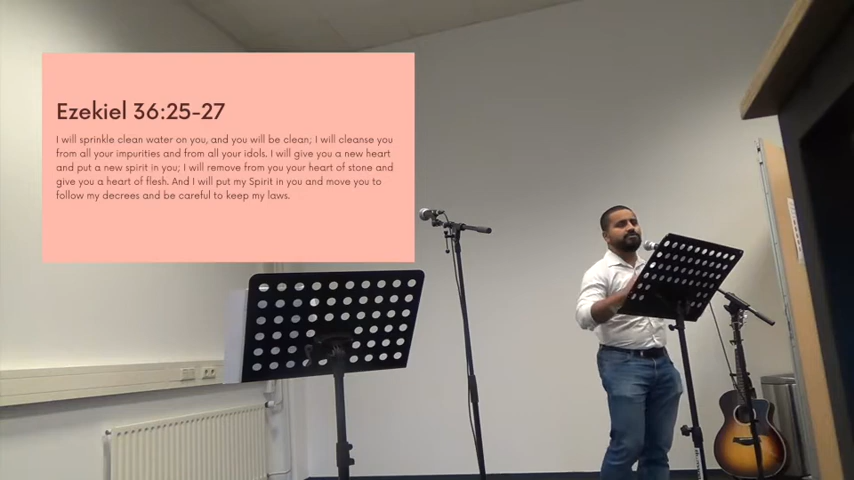 Ezekiel 36:25-27
I will sprinkle clean water on you, and you will be clean; I will cleanse you
from all your impurities and from all your idols. I will give you a new heart
and put a new spirit in you; I will remove from you your heart of stone and
give you a heart of flesh. And I will put my Spirit in you and move you to
follow my decrees and be careful to keep my laws.